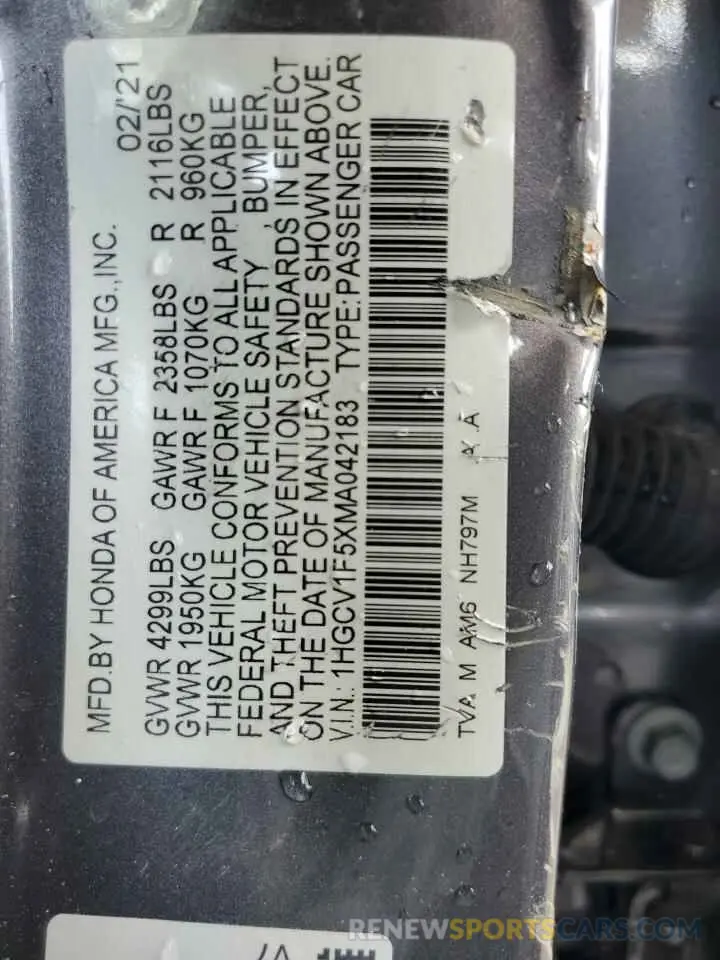 MFD.BY HONDA OF AMERICA MFG.,INC. 02/'21
GVWR 4299LBS GAWR F 2358LBS R 2116LBS
GVWR 1950KG GAWR F 1070KG R 960KG
THIS VEHICLE CONFORMS TO ALL APPLICABLE
FEDERAL MOTOR VEHICLE SAFETY , BUMPER,
AND THEFT PREVENTION STANDARDS IN EFFECT
ON THE DATE OF MANUFACTURE SHOWN ABOVE.
V.I.N.: 1HGCV1F5XMA042183 TYPE:PASSENGER CAR
TVA M AM6 NH797M A
RENEWSPORTSCARS.COM